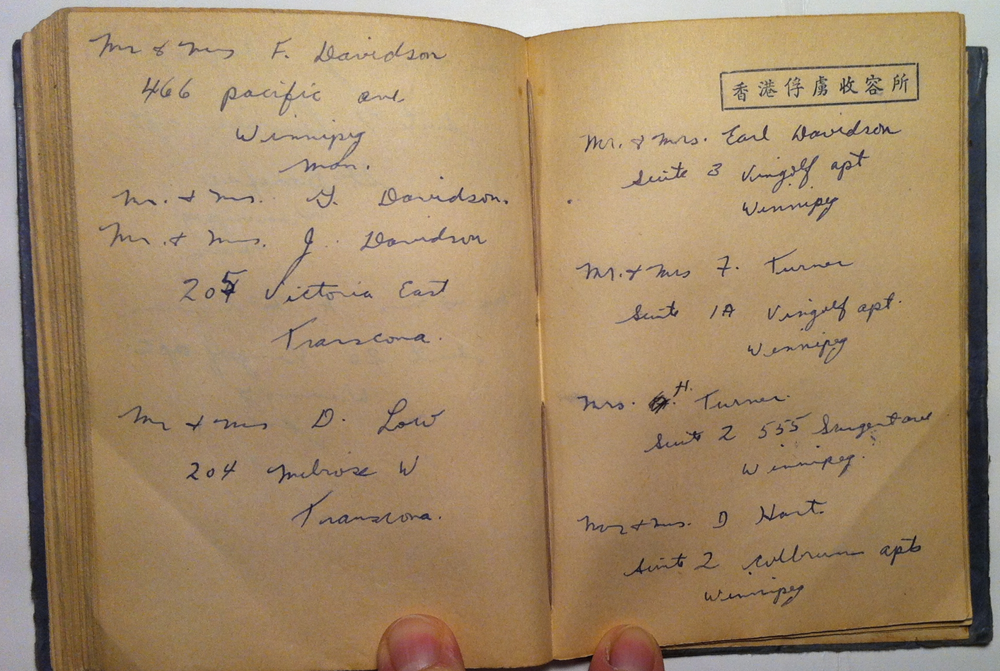 Mr & Mrs F. Davidson
466 pacific ave.
Winnipeg
Man.
Mr. & Mrs. Y. Davidson.
Mr. & Mrs. J. Davidson
205 Victoria East
Transcona.
Mr & Mrs D. Low
204 Melrose W
Transcona.
香港俘虜收容所
Mr. & Mrs. Earl Davidson
Suite 3 Vingolf apt
Winnipeg
Mr. & Mrs F. Turner
Suite 1A Vingolf apt.
Winnipeg
Mrs. H. Turner.
Suite 2 555 Sargent ave
Winnipeg.
Mr & Mrs. D Hart.
Suite 2 apts
Winnipeg